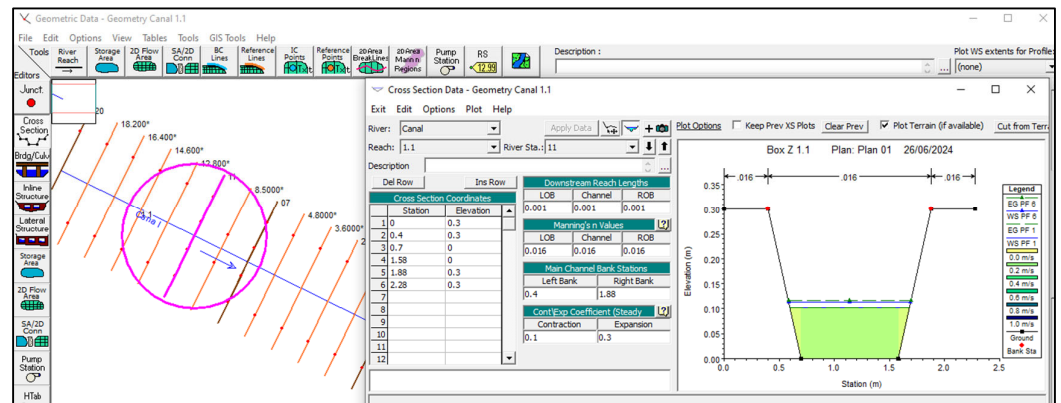 Geometric Data - Geometry Canal 1.1
File Edit Options View Tables Tools GIS Tools Help
Tools
Editors
River
Reach
Storage
Area
2D Flow
Area
SA/2D
Conn
BC
Lines
Reference
Lines
IC
Points
Reference
Points
2D Area
BreakLines
2D Area
Mann n
Regions
Pump
Station
RS
12.99
Description :
Plot WS extents for Profile:
(none)
Junct.
Cross
Section
Brdg/Culv
Inline
Structure
Lateral
Structure
Storage
Area
2D Flow
Area
SA/2D
Conn
Pump
Station
HTab
20
18.200*
16.400*
14.600*
12.800*
11
8.5000*
07
4.8000*
3.6000*
1.1
Canal
Cross Section Data - Geometry Canal 1.1
Exit Edit Options Plot Help
River: Canal
Apply Data
Reach: 1.1
River Sta.: 11
Description
Del Row
Ins Row
Cross Section Coordinates
Station Elevation
1 0 0.3
2 0.4 0.3
3 0.7 0
4 1.58 0
5 1.88 0.3
6 2.28 0.3
7
8
9
10
11
12
Downstream Reach Lengths
LOB Channel ROB
0.001 0.001 0.001
Manning's n Values
LOB Channel ROB
0.016 0.016 0.016
Main Channel Bank Stations
Left Bank Right Bank
0.4 1.88
Cont\Exp Coefficient (Steady
Contraction Expansion
0.1 0.3
Plot Options Keep Prev XS Plots Clear Prev Plot Terrain (if available) Cut from Terra
Box Z 1.1 Plan: Plan 01 26/06/2024
.016 .016 .016
0.35
0.30
0.25
0.20
0.15
0.10
0.05
0.00
Elevation (m)
0.0 0.5 1.0 1.5 2.0 2.5
Station (m)
Legend
EG PF 6
WS PF 6
EG PF 1
WS PF 1
0.0 m/s
0.2 m/s
0.4 m/s
0.6 m/s
0.8 m/s
1.0 m/s
Ground
Bank Sta